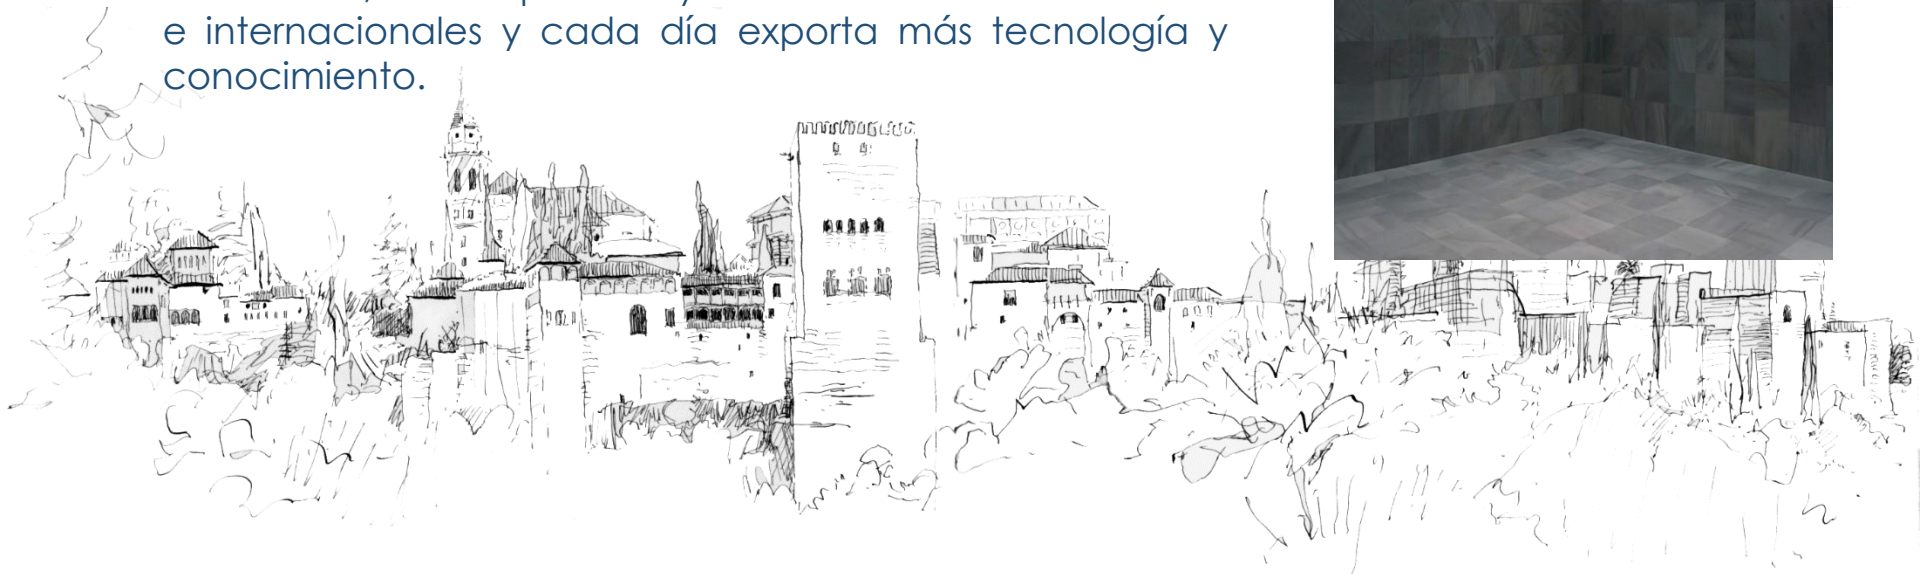 e internacionales y cada día exporta más tecnología y
conocimiento.